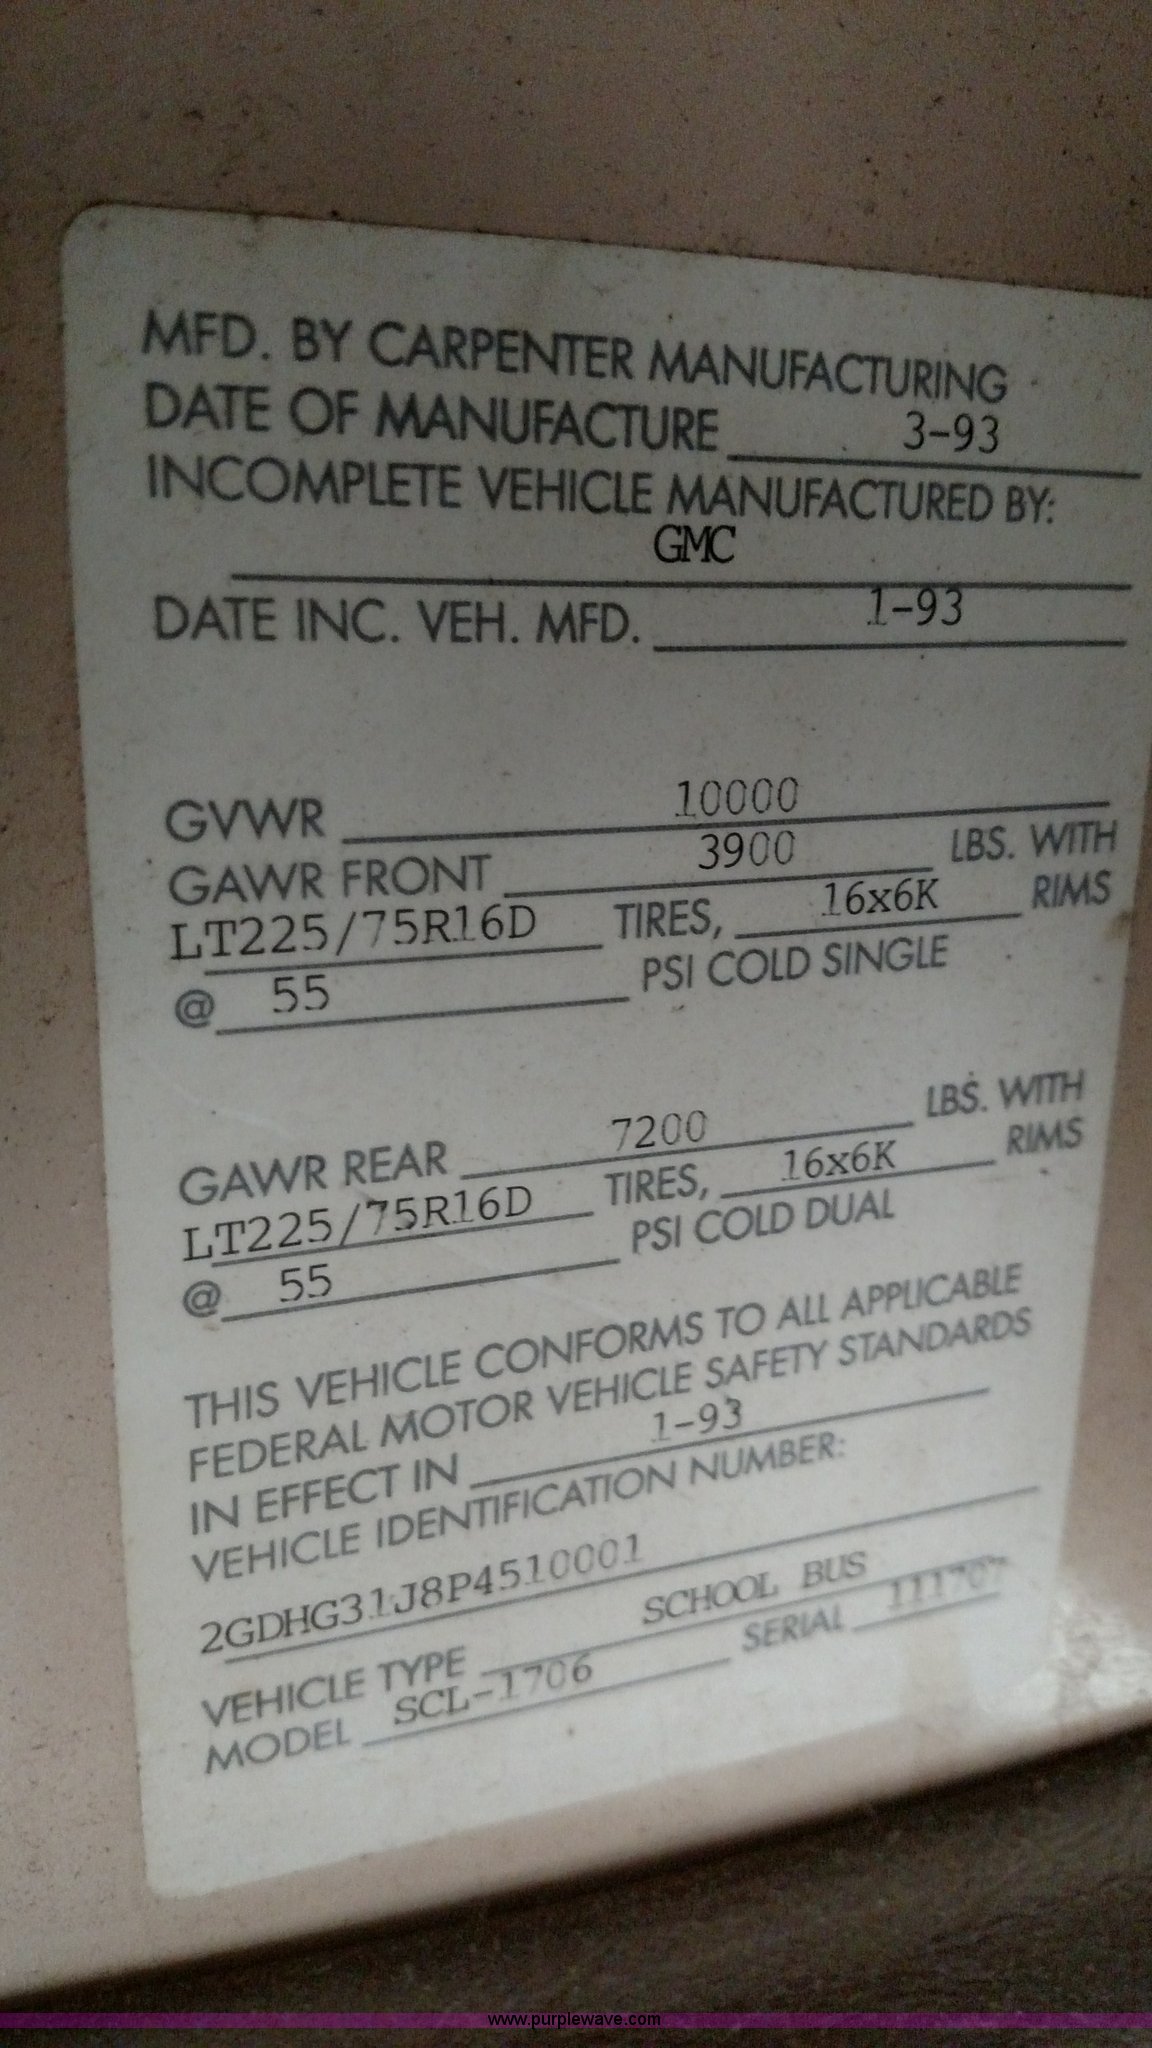 MFD. BY CARPENTER MANUFACTURING
DATE OF MANUFACTURE 3-93
INCOMPLETE VEHICLE MANUFACTURED BY:
GMC
DATE INC. VEH. MFD. 1-93
GVWR 10000
GAWR FRONT 3900 LBS. WITH
LT225/75R16D TIRES, 16x6K RIMS
@ 55 PSI COLD SINGLE
GAWR REAR 7200 LBS. WITH
LT225/75R16D TIRES, 16x6K RIMS
@ 55 PSI COLD DUAL
THIS VEHICLE CONFORMS TO ALL APPLICABLE
FEDERAL MOTOR VEHICLE SAFETY STANDARDS
IN EFFECT IN 1-93
VEHICLE IDENTIFICATION NUMBER:
2GDHG31J8P4510001
VEHICLE TYPE SCHOOL BUS
MODEL SCL-1706 SERIAL 111707
www.purplewave.com